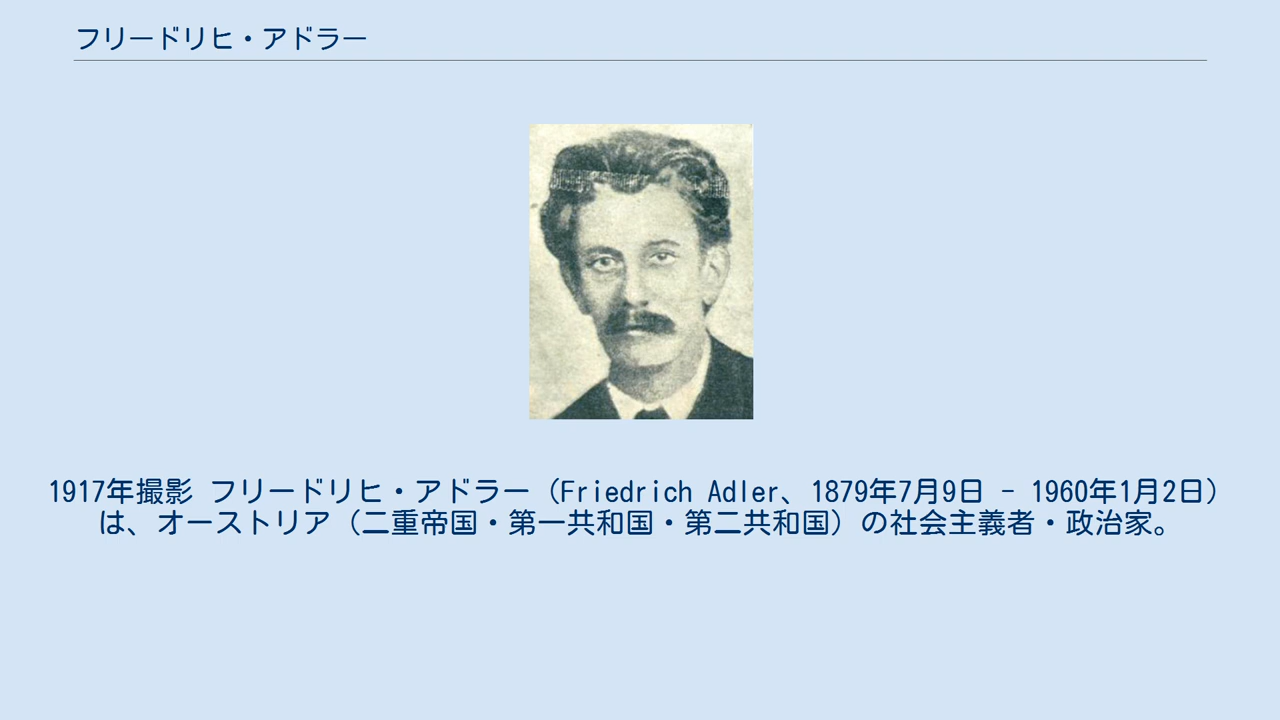 フリードリヒ・アドラー
1917年撮影 フリードリヒ・アドラー（Friedrich Adler、1879年7月9日 - 1960年1月2日）
は、オーストリア（二重帝国・第一共和国・第二共和国）の社会主義者・政治家。